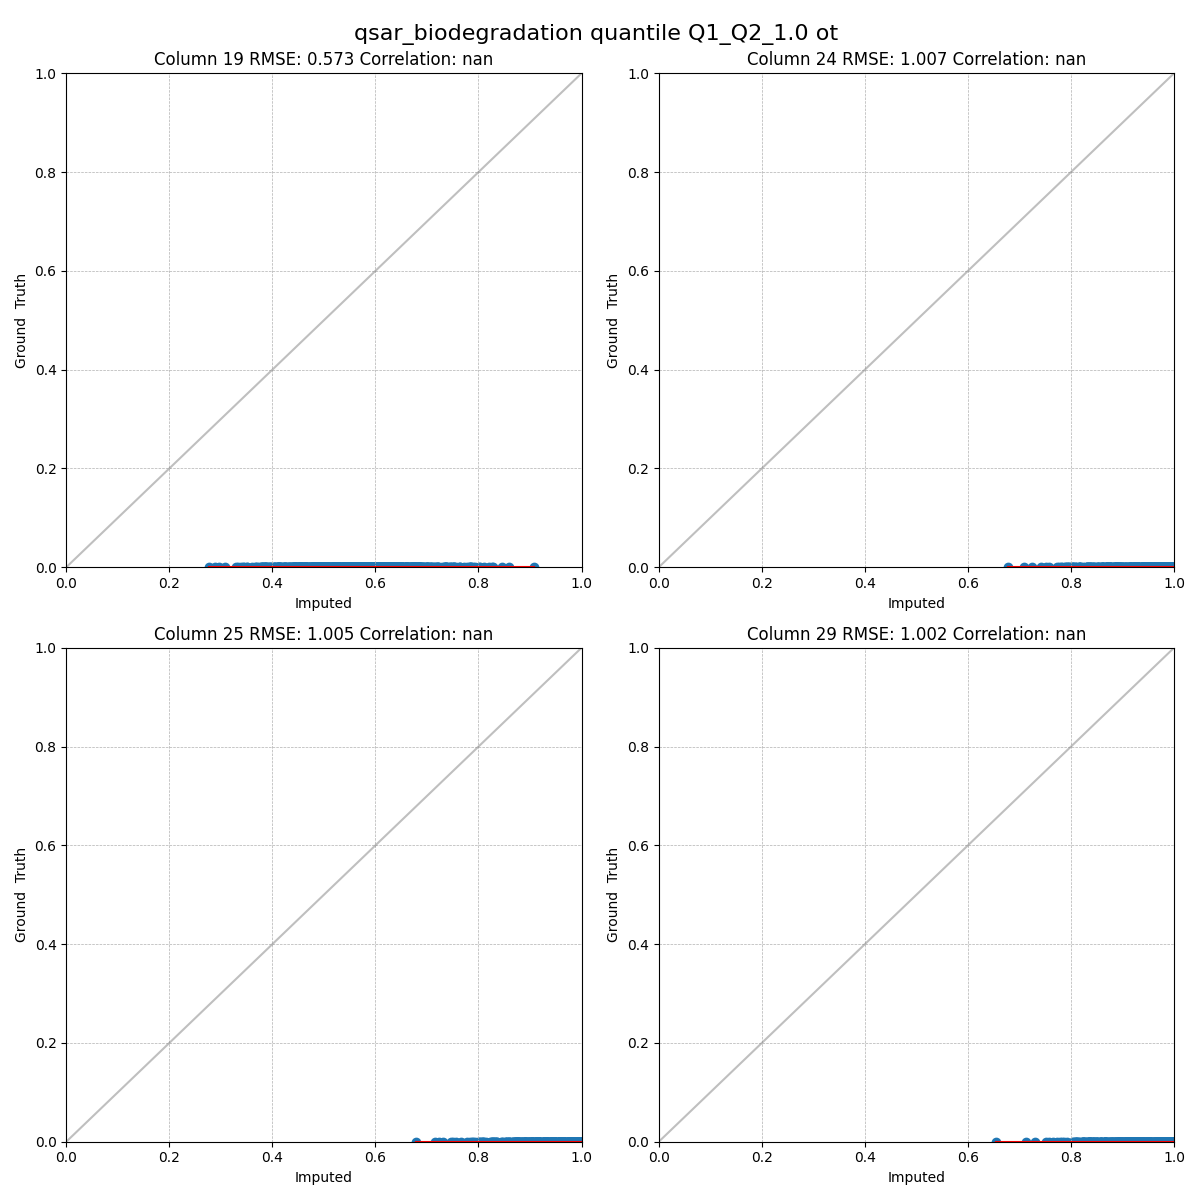 qsar_biodegradation quantile Q1_Q2_1.0 ot
Column 19 RMSE: 0.573 Correlation: nan
Column 24 RMSE: 1.007 Correlation: nan
1.0
0.8
0.6
0.4
0.2
0.0
Ground Truth
0.0 0.2 0.4 0.6 0.8 1.0
Imputed
1.0
0.8
0.6
0.4
0.2
0.0
Ground Truth
0.0 0.2 0.4 0.6 0.8 1.0
Imputed
Column 25 RMSE: 1.005 Correlation: nan
Column 29 RMSE: 1.002 Correlation: nan
1.0
0.8
0.6
0.4
0.2
0.0
Ground Truth
0.0 0.2 0.4 0.6 0.8 1.0
Imputed
1.0
0.8
0.6
0.4
0.2
0.0
Ground Truth
0.0 0.2 0.4 0.6 0.8 1.0
Imputed